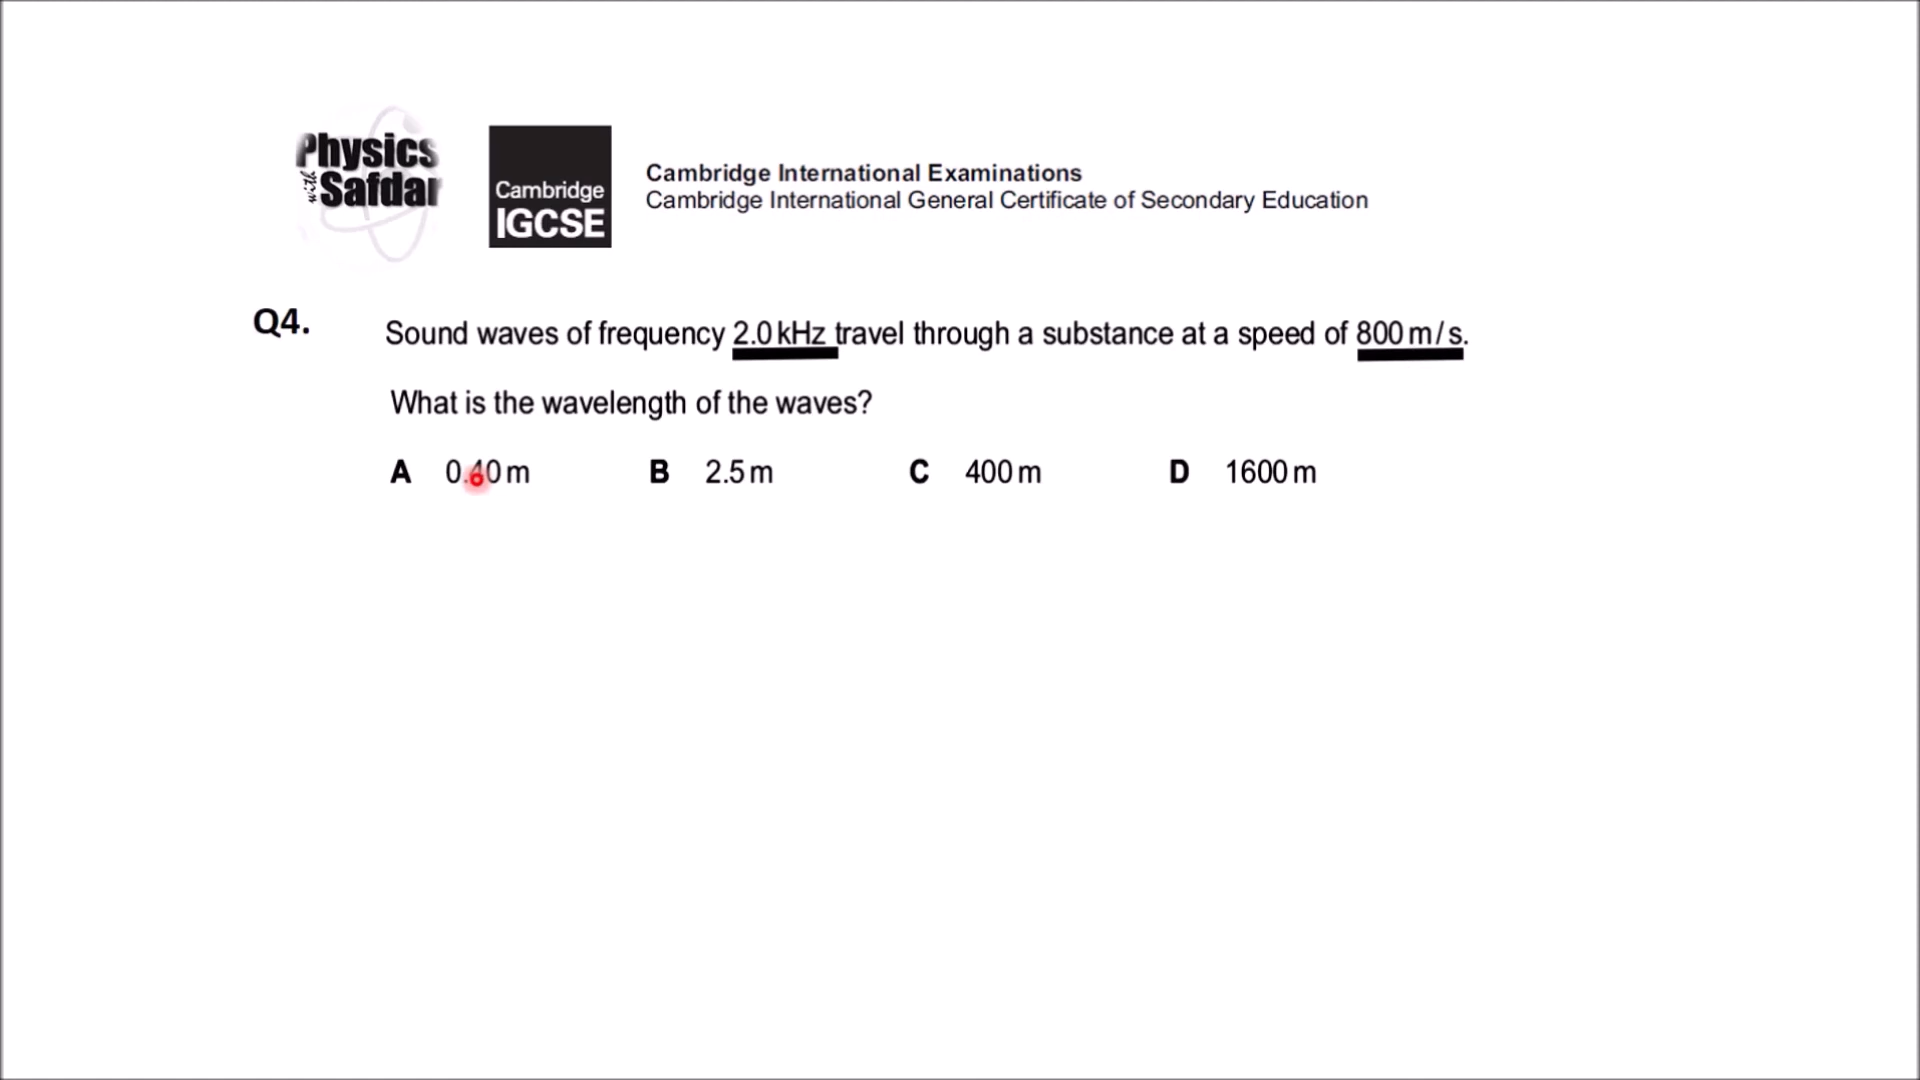 Physics
with Safdar
Cambridge
IGCSE
Cambridge International Examinations
Cambridge International General Certificate of Secondary Education
Q4. Sound waves of frequency 2.0 kHz travel through a substance at a speed of 800 m/s.
What is the wavelength of the waves?
A 0.40 m B 2.5 m C 400 m D 1600 m